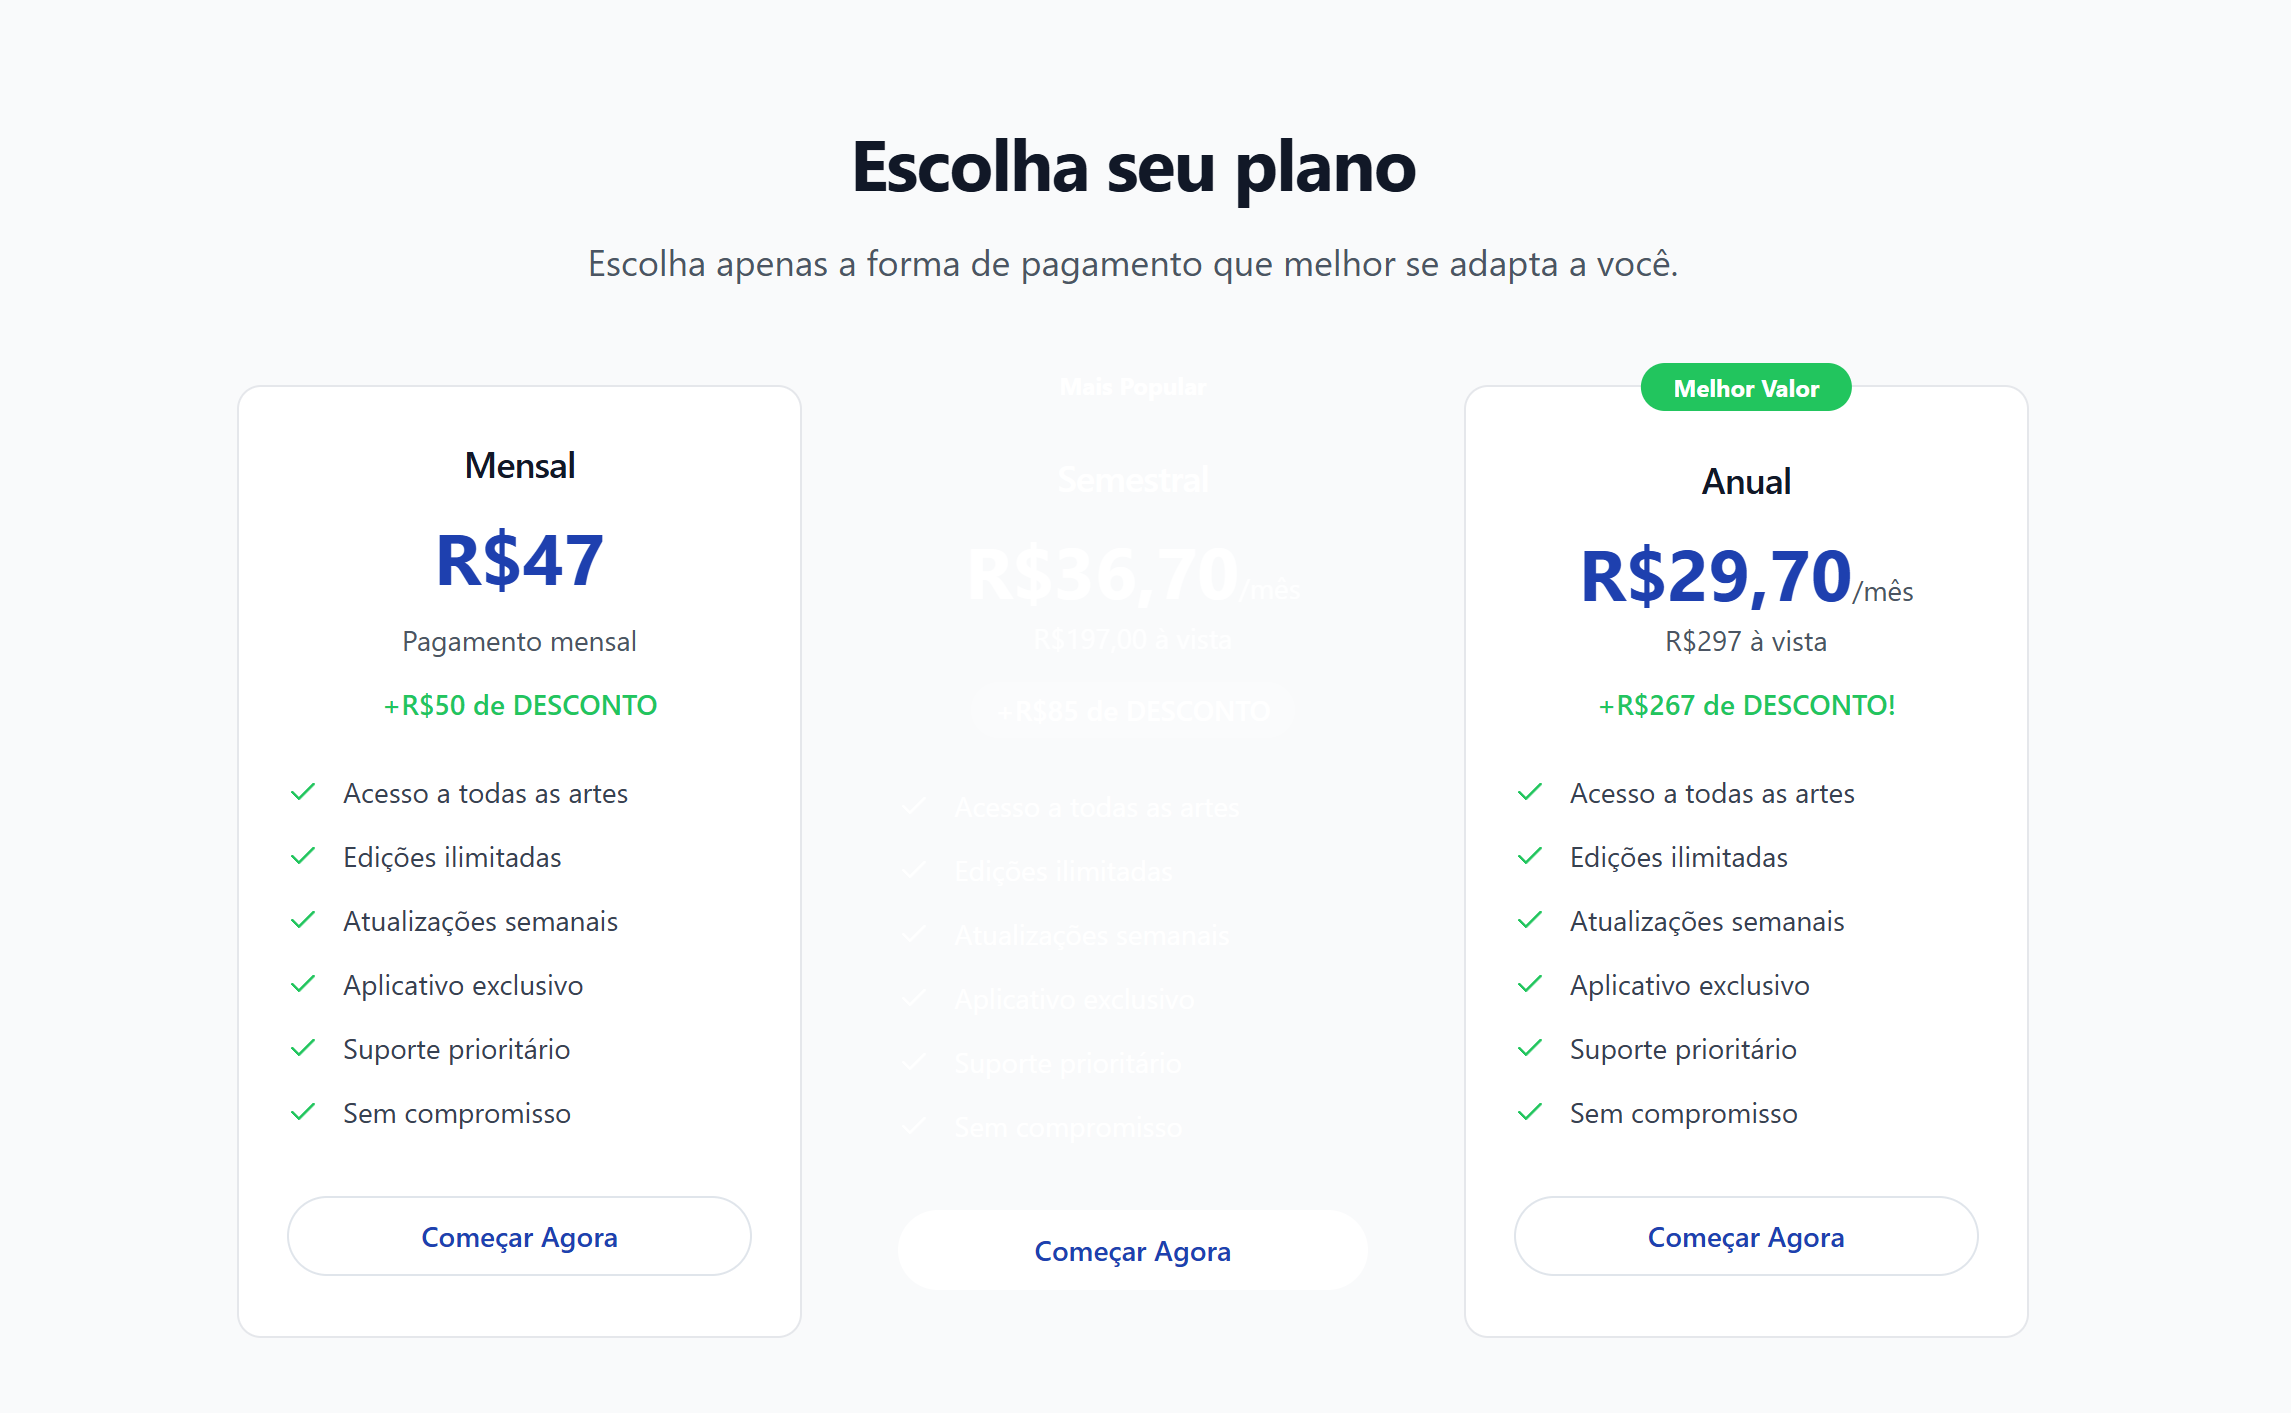 Escolha seu plano
Escolha apenas a forma de pagamento que melhor se adapta a você.
Mensal
R$47
Pagamento mensal
+R$50 de DESCONTO
Acesso a todas as artes
Edições ilimitadas
Atualizações semanais
Aplicativo exclusivo
Suporte prioritário
Sem compromisso
Começar Agora
Mais Popular
Semestral
R$36,70/mês
R$197,00 à vista
+R$85 de DESCONTO
Acesso a todas as artes
Edições ilimitadas
Atualizações semanais
Aplicativo exclusivo
Suporte prioritário
Sem compromisso
Começar Agora
Melhor Valor
Anual
R$29,70/mês
R$297 à vista
+R$267 de DESCONTO!
Acesso a todas as artes
Edições ilimitadas
Atualizações semanais
Aplicativo exclusivo
Suporte prioritário
Sem compromisso
Começar Agora